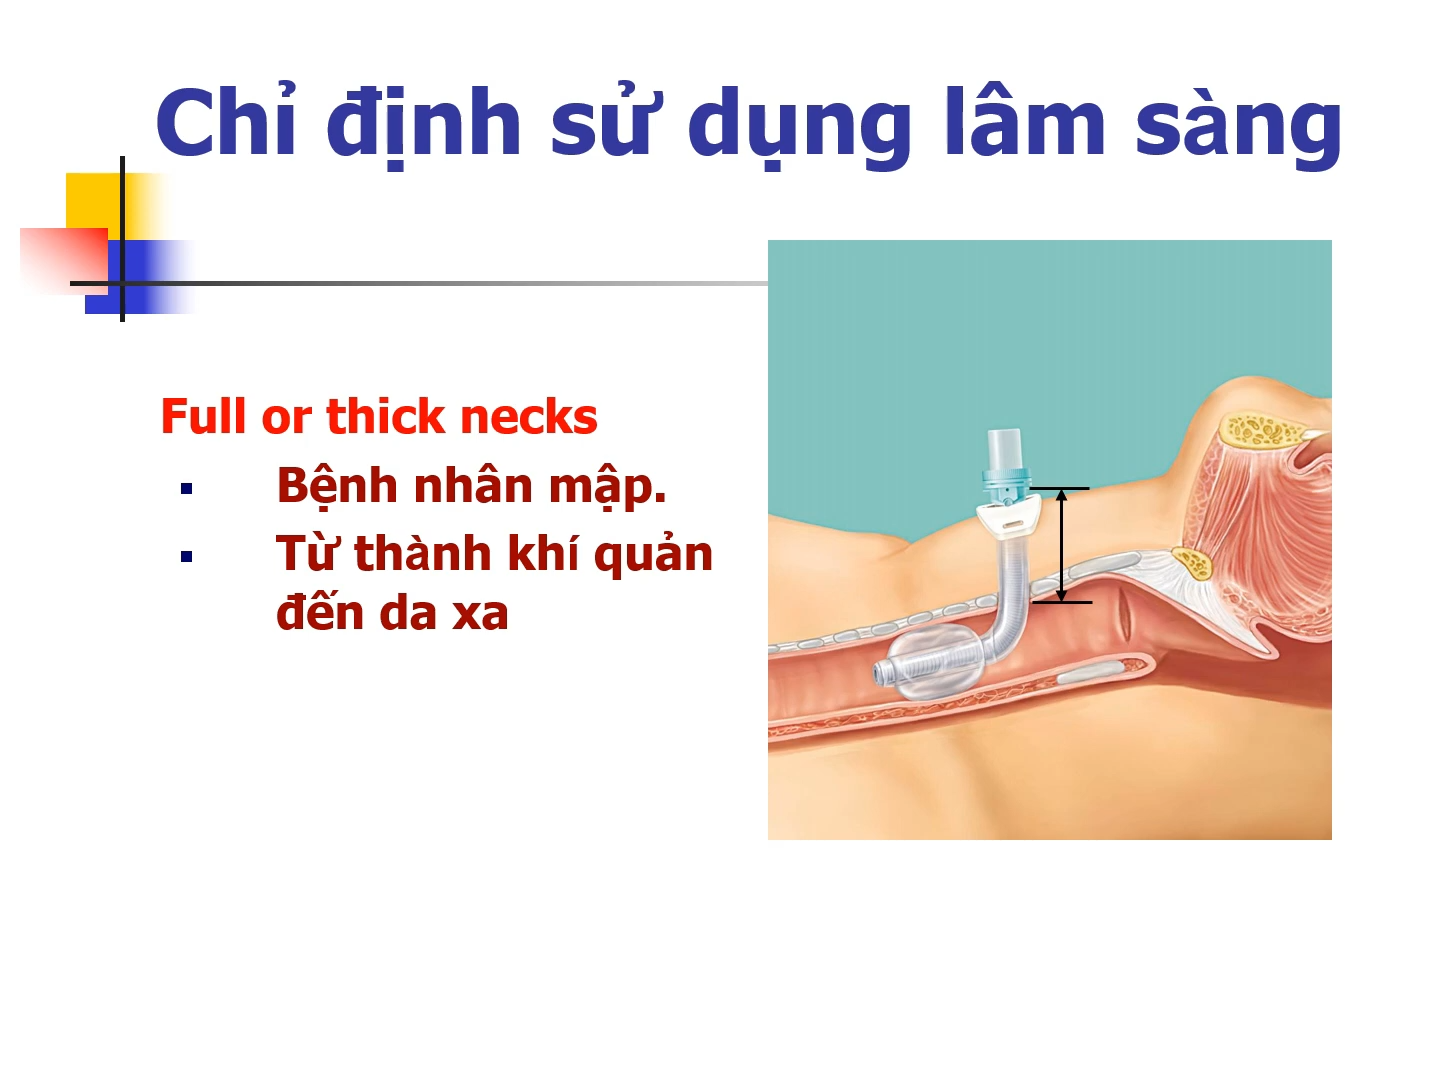 Chỉ định sử dụng lâm sàng
Full or thick necks
▪ Bệnh nhân mập.
▪ Từ thành khí quản
đến da xa